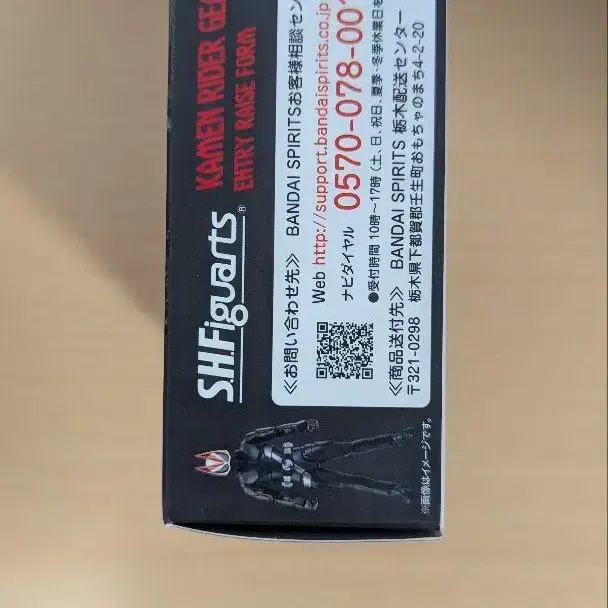 S.H.Figuarts®
KAMEN RIDER GE
ENTRY RAISE FORM
≪お問い合わせ先≫ BANDAI SPIRITSお客様相談セン
Web http://support.bandaispirits.co.jp
ナビダイヤル 0570-078-001
●受付時間 10時～17時(土、日、祝日、夏季・冬季休業日を
≪商品送付先≫ BANDAI SPIRITS 栃木配送センター
〒321-0298 栃木県下都賀郡壬生町おもちゃのまち4-2-20
※画像はイメージです。